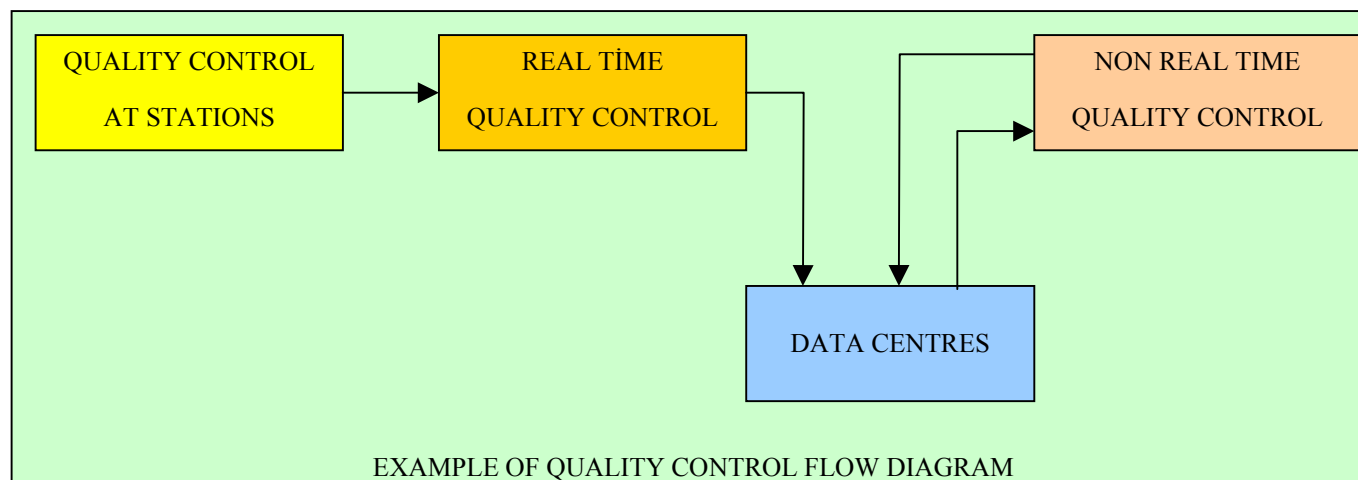 QUALITY CONTROL
AT STATIONS
REAL TİME
QUALITY CONTROL
NON REAL TIME
QUALITY CONTROL
DATA CENTRES
EXAMPLE OF QUALITY CONTROL FLOW DIAGRAM